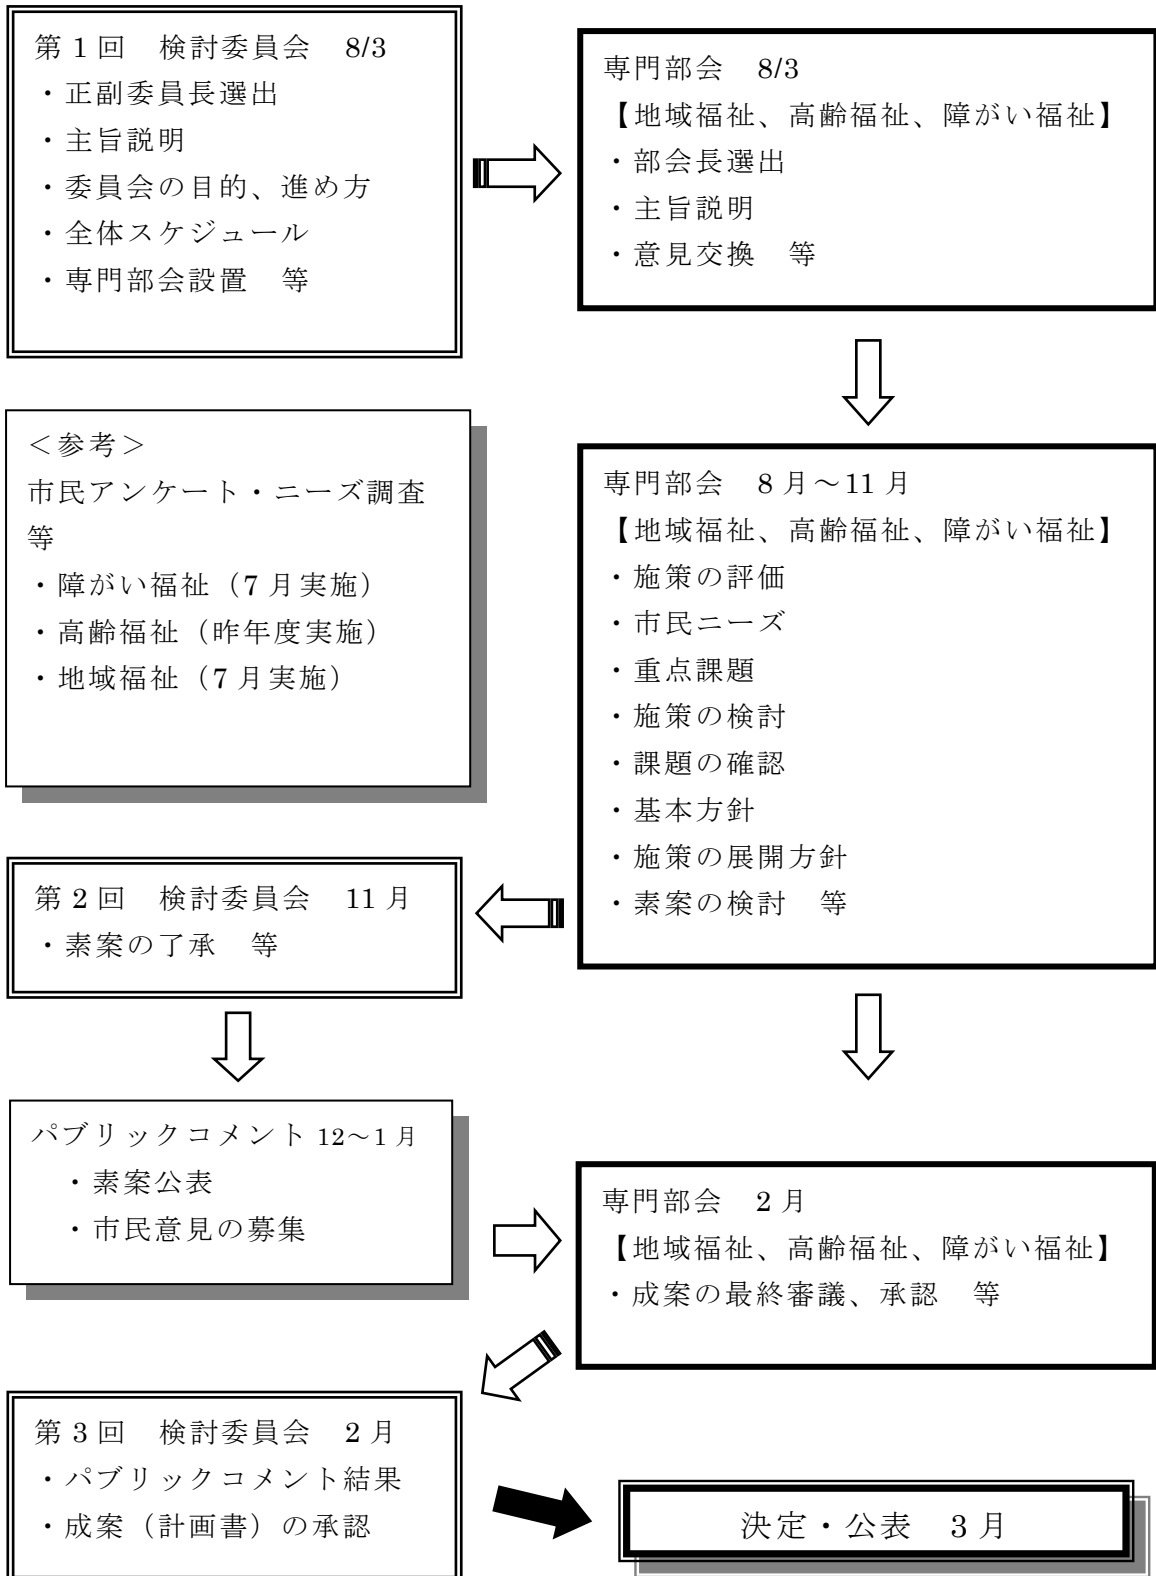 第1回　検討委員会　8/3
・正副委員長選出
・主旨説明
・委員会の目的、進め方
・全体スケジュール
・専門部会設置　等
専門部会　8/3
【地域福祉、高齢福祉、障がい福祉】
・部会長選出
・主旨説明
・意見交換　等
＜参考＞
市民アンケート・ニーズ調査
等
・障がい福祉（7月実施）
・高齢福祉（昨年度実施）
・地域福祉（7月実施）
専門部会　8月～11月
【地域福祉、高齢福祉、障がい福祉】
・施策の評価
・市民ニーズ
・重点課題
・施策の検討
・課題の確認
・基本方針
・施策の展開方針
・素案の検討　等
第2回　検討委員会　11月
・素案の了承　等
パブリックコメント 12～1月
・素案公表
・市民意見の募集
専門部会　2月
【地域福祉、高齢福祉、障がい福祉】
・成案の最終審議、承認　等
第3回　検討委員会　2月
・パブリックコメント結果
・成案（計画書）の承認
決定・公表　3月